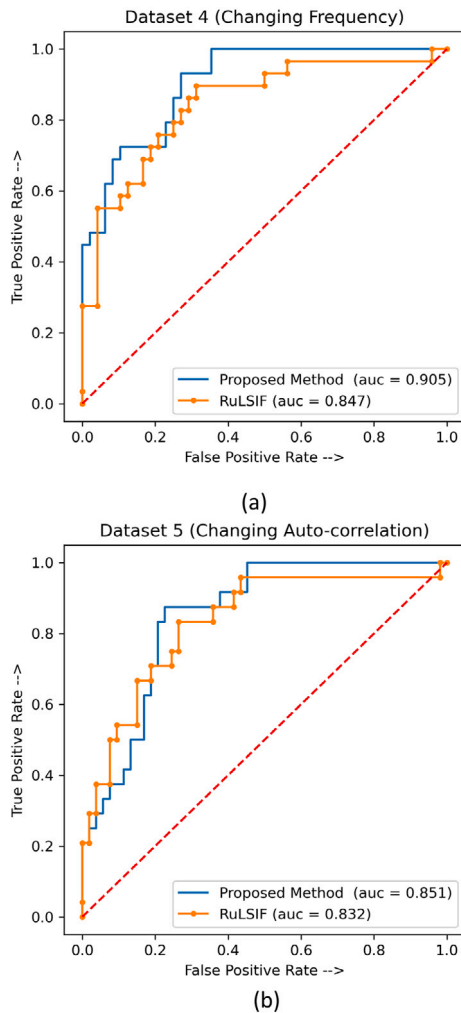 Dataset 4 (Changing Frequency)
True Positive Rate -->
1.0
0.8
0.6
0.4
0.2
0.0
Proposed Method (auc = 0.905)
RuLSIF (auc = 0.847)
0.0 0.2 0.4 0.6 0.8 1.0
False Positive Rate -->
(a)
Dataset 5 (Changing Auto-correlation)
True Positive Rate -->
1.0
0.8
0.6
0.4
0.2
0.0
Proposed Method (auc = 0.851)
RuLSIF (auc = 0.832)
0.0 0.2 0.4 0.6 0.8 1.0
False Positive Rate -->
(b)